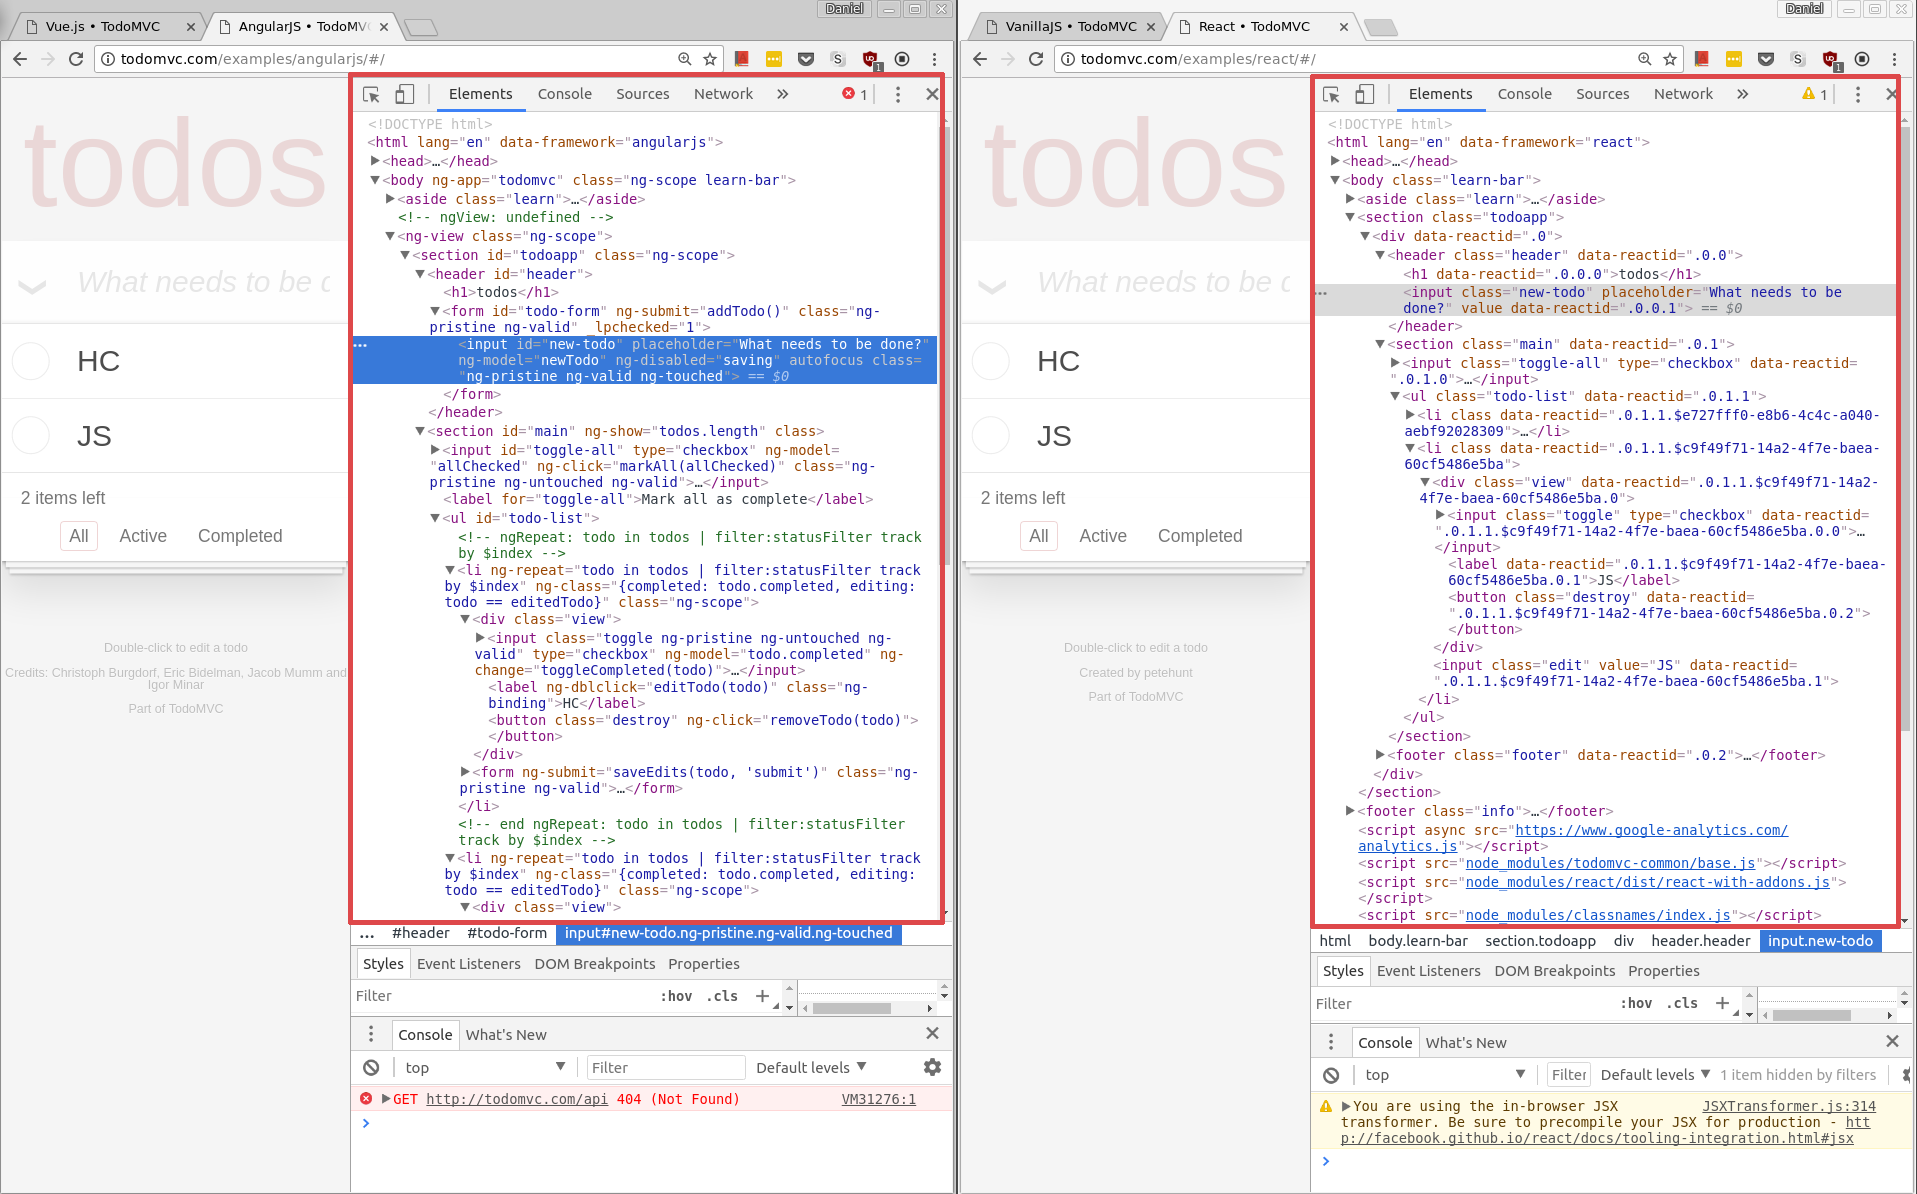 Daniel
Vue.js • TodoMVC
AngularJS • TodoMV
todomvc.com/examples/angularjs/#/
1
todos
What needs to be d
HC
JS
2 items left
All
Active
Completed
Double-click to edit a todo
Credits: Christoph Burgdorf, Eric Bidelman, Jacob Mumm and
Igor Minar
Part of TodoMVC
Elements Console Sources Network » 1
<!DOCTYPE html>
<html lang="en" data-framework="angularjs">
<head>…</head>
<body ng-app="todomvc" class="ng-scope learn-bar">
<aside class="learn">…</aside>
<!-- ngView: undefined -->
<ng-view class="ng-scope">
<section id="todoapp" class="ng-scope">
<header id="header">
<h1>todos</h1>
<form id="todo-form" ng-submit="addTodo()" class="ng-
pristine ng-valid" _lpchecked="1">
<input id="new-todo" placeholder="What needs to be done?"
ng-model="newTodo" ng-disabled="saving" autofocus class=
"ng-pristine ng-valid ng-touched"> == $0
</form>
</header>
<section id="main" ng-show="todos.length" class>
<input id="toggle-all" type="checkbox" ng-model=
"allChecked" ng-click="markAll(allChecked)" class="ng-
pristine ng-untouched ng-valid">…</input>
<label for="toggle-all">Mark all as complete</label>
<ul id="todo-list">
<!-- ngRepeat: todo in todos | filter:statusFilter track
by $index -->
<li ng-repeat="todo in todos | filter:statusFilter track
by $index" ng-class="{completed: todo.completed, editing:
todo == editedTodo}" class="ng-scope">
<div class="view">
<input class="toggle ng-pristine ng-untouched ng-
valid" type="checkbox" ng-model="todo.completed" ng-
change="toggleCompleted(todo)">…</input>
<label ng-dblclick="editTodo(todo)" class="ng-
binding">HC</label>
<button class="destroy" ng-click="removeTodo(todo)">
</button>
</div>
<form ng-submit="saveEdits(todo, 'submit')" class="ng-
pristine ng-valid">…</form>
</li>
<!-- end ngRepeat: todo in todos | filter:statusFilter
track by $index -->
<li ng-repeat="todo in todos | filter:statusFilter track
by $index" ng-class="{completed: todo.completed, editing:
todo == editedTodo}" class="ng-scope">
<div class="view">
... #header #todo-form input#new-todo.ng-pristine.ng-valid.ng-touched
Styles Event Listeners DOM Breakpoints Properties
Filter :hov .cls +
Console What's New
top Filter Default levels
GET http://todomvc.com/api 404 (Not Found) VM31276:1
Daniel
VanillaJS • TodoMVC
React • TodoMVC
todomvc.com/examples/react/#/
1
todos
What needs to be d
HC
JS
2 items left
All
Active
Completed
Double-click to edit a todo
Created by petehunt
Part of TodoMVC
Elements Console Sources Network » 1
<!DOCTYPE html>
<html lang="en" data-framework="react">
<head>…</head>
<body class="learn-bar">
<aside class="learn">…</aside>
<section class="todoapp">
<div data-reactid=".0">
<header class="header" data-reactid=".0.0">
<h1 data-reactid=".0.0.0">todos</h1>
<input class="new-todo" placeholder="What needs to be
done?" value data-reactid=".0.0.1"> == $0
</header>
<section class="main" data-reactid=".0.1">
<input class="toggle-all" type="checkbox" data-reactid=
".0.1.0">…</input>
<ul class="todo-list" data-reactid=".0.1.1">
<li class data-reactid=".0.1.1.$e727fff0-e8b6-4c4c-a040-
aebf92028309">…</li>
<li class data-reactid=".0.1.1.$c9f49f71-14a2-4f7e-baea-
60cf5486e5ba">
<div class="view" data-reactid=".0.1.1.$c9f49f71-14a2-
4f7e-baea-60cf5486e5ba.0">
<input class="toggle" type="checkbox" data-reactid=
".0.1.1.$c9f49f71-14a2-4f7e-baea-60cf5486e5ba.0.0">…
</input>
<label data-reactid=".0.1.1.$c9f49f71-14a2-4f7e-baea-
60cf5486e5ba.0.1">JS</label>
<button class="destroy" data-reactid=
".0.1.1.$c9f49f71-14a2-4f7e-baea-60cf5486e5ba.0.2">
</button>
</div>
<input class="edit" value="JS" data-reactid=
".0.1.1.$c9f49f71-14a2-4f7e-baea-60cf5486e5ba.1">
</li>
</ul>
</section>
<footer class="footer" data-reactid=".0.2">…</footer>
</div>
</section>
<footer class="info">…</footer>
<script async src="https://www.google-analytics.com/
analytics.js"></script>
<script src="node_modules/todomvc-common/base.js"></script>
<script src="node_modules/react/dist/react-with-addons.js">
</script>
<script src="node_modules/classnames/index.js"></script>
html body.learn-bar section.todoapp div header.header input.new-todo
Styles Event Listeners DOM Breakpoints Properties
Filter :hov .cls +
Console What's New
top Filter Default levels 1 item hidden by filters
You are using the in-browser JSX JSXTransformer.js:314
transformer. Be sure to precompile your JSX for production - htt
p://facebook.github.io/react/docs/tooling-integration.html#jsx